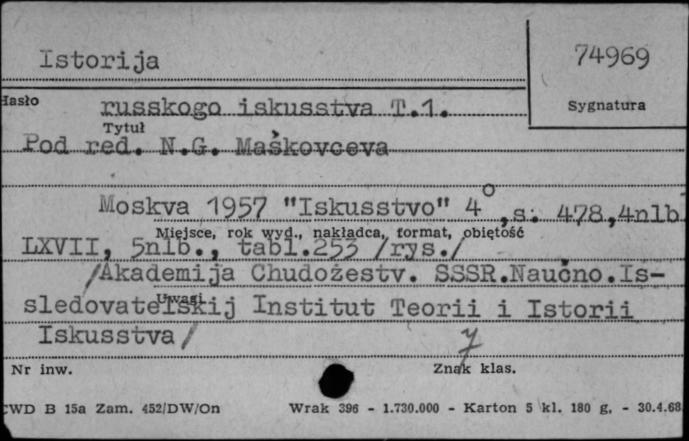 Istorija
74969
Hasło
russkogo iskusstva T.1.
Sygnatura
Tytuł
Pod red. N.G. Maškovceva
Moskva 1957 "Iskusstvo" 4°, s. 478, 4nlb
Miejsce, rok wyd., nakładca, format, objętość
LXVII, 5nlb., tabl.253 /rys./
/Akademija Chudožestv. SSSR.Naučno.Is-
Uwagi
sledovatelskij Institut Teorii i Istorii
Iskusstva/
7
Nr inw.
Znak klas.
CWD B 15a Zam. 452/DW/On Wrak 396 - 1.730.000 - Karton 5 kl. 180 g. - 30.4.68